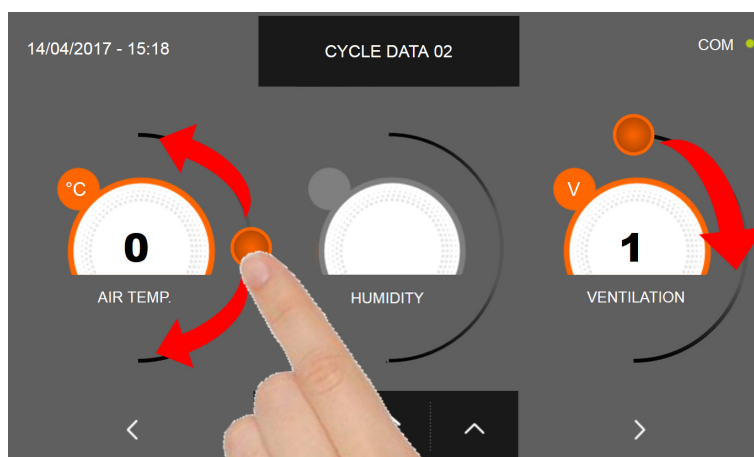 14/04/2017 - 15:18
CYCLE DATA 02
COM
°C
V
0
1
AIR TEMP.
HUMIDITY
VENTILATION